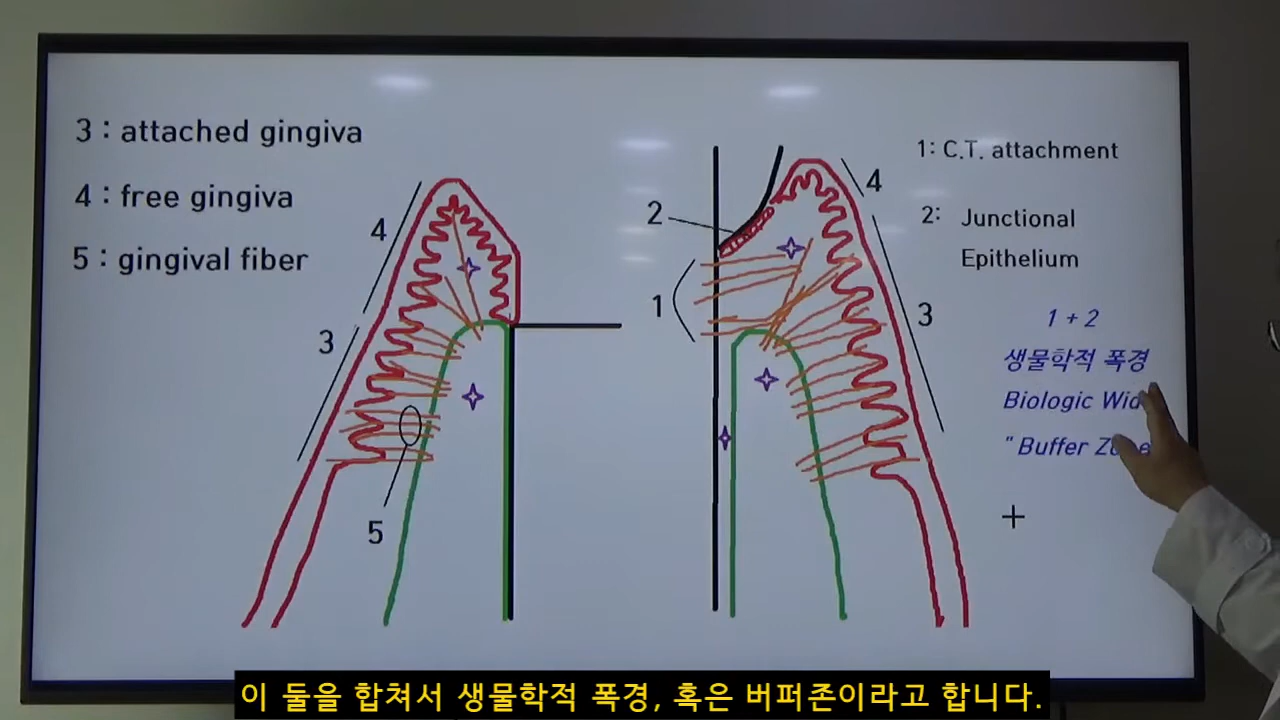 3 : attached gingiva
4 : free gingiva
5 : gingival fiber
4
3
5
2
1
4
3
1: C.T. attachment
2: Junctional
Epithelium
1 + 2
생물학적 폭경
Biologic
" Buffer
+
이 둘을 합쳐서 생물학적 폭경, 혹은 버퍼존이라고 합니다.